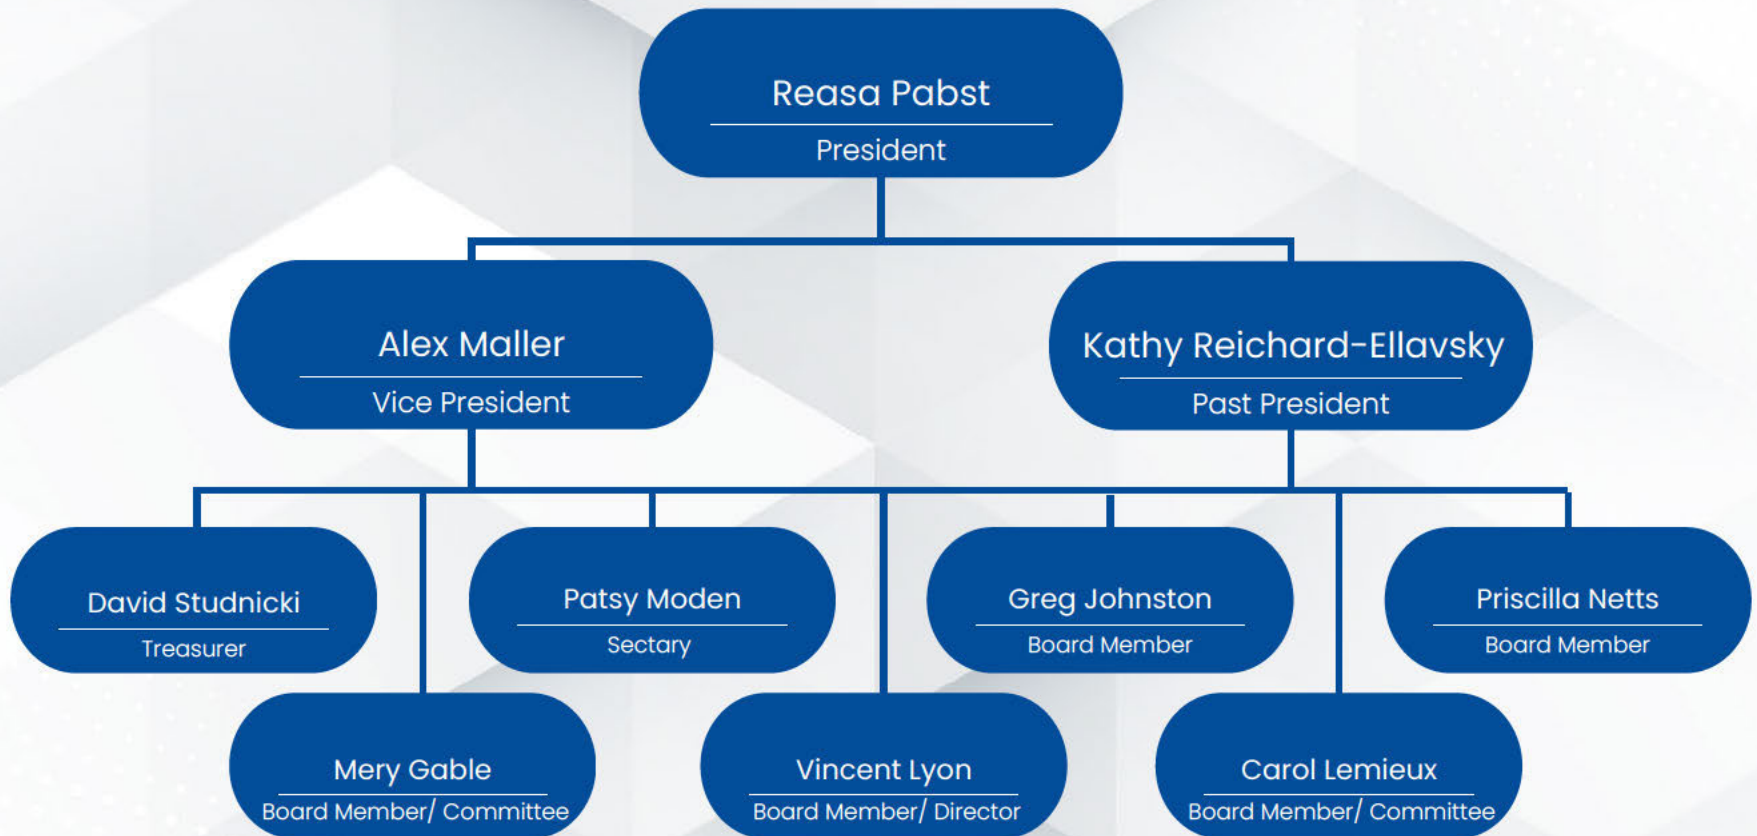 Reasa Pabst
President
Alex Maller
Vice President
Kathy Reichard-Ellavsky
Past President
David Studnicki
Treasurer
Patsy Moden
Sectary
Greg Johnston
Board Member
Priscilla Netts
Board Member
Mery Gable
Board Member/ Committee
Vincent Lyon
Board Member/ Director
Carol Lemieux
Board Member/ Committee